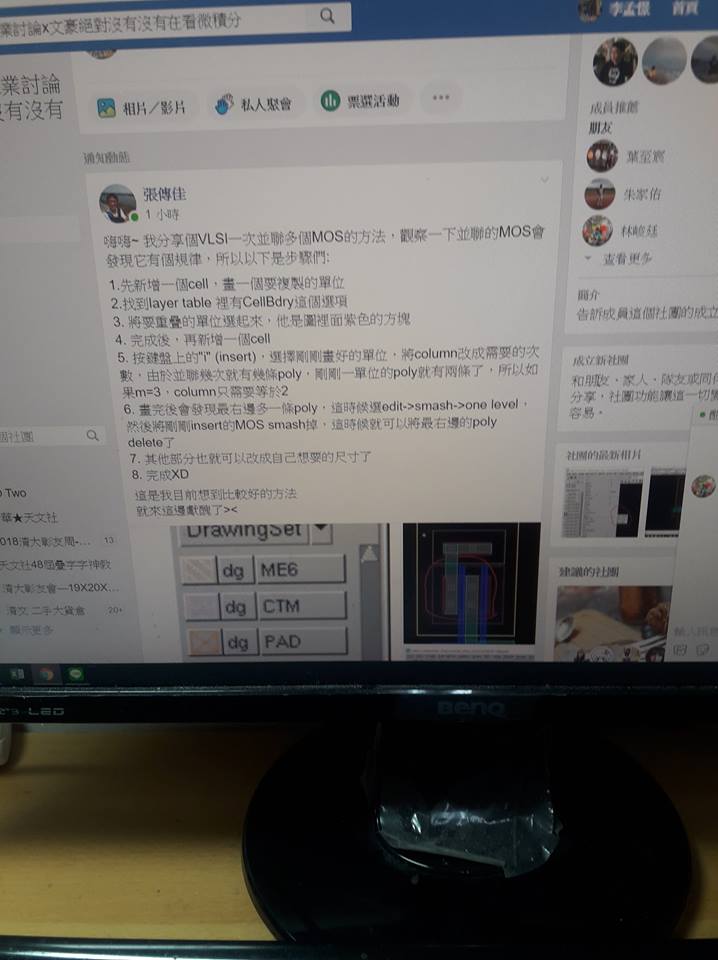 業討論x文豪絕對沒有沒有在看微積分
李孟儒 首頁
業討論
沒有沒有
相片／影片
私人聚會
票選活動
成員推薦
朋友
葉至宸
朱家佑
林峻廷
查看更多
通知動態
張傳佳
1 小時
嗨嗨~ 我分享個VLSI一次並聯多個MOS的方法，觀察一下並聯的MOS會
發現它有個規律，所以以下是步驟們:
1.先新增一個cell，畫一個要複製的單位
2.找到layer table 裡有CellBdry這個選項
3. 將要重疊的單位選起來，他是圖裡面紫色的方塊
4. 完成後，再新增一個cell
5. 按鍵盤上的"i" (insert)，選擇剛剛畫好的單位，將column改成需要的次
數，由於並聯幾次就有幾條poly，剛剛一單位的poly就有兩條了，所以如
果m=3，column只需要等於2
6. 畫完後會發現最右邊多一條poly，這時候選edit->smash->one level，
然後將剛剛insert的MOS smash掉，這時候就可以將最右邊的poly
delete了
7. 其他部分也就可以改成自己想要的尺寸了
8. 完成XD
這是我目前想到比較好的方法
就來這邊獻醜了><
簡介
告訴成員這個社團的成立
成立新社團
和朋友、家人、隊友或同
分享，社團功能讓這一切
容易。
社團的最新相片
建議的社團
個社團
Two
華★天文社
018清大彰友周-... 13
天文社48屆疊字字神教
清大彰友會—19X20X...
清交 二手大貨倉 20+
顯示更多
DrawingSet
dg ME6
dg CTM
dg PAD
輸入訊息
LED
BenQ